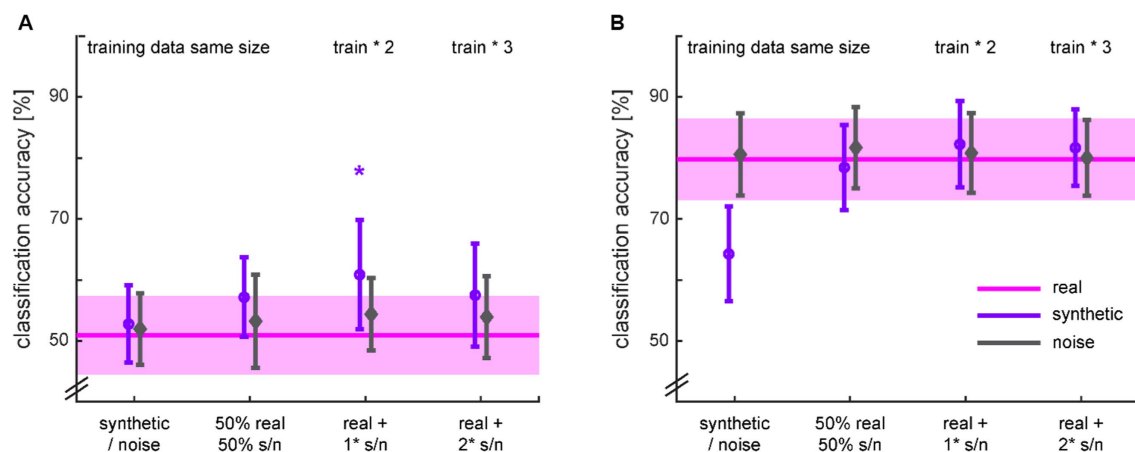 A
training data same size
train * 2
train * 3
classification accuracy [%]
90
70
50
*
synthetic
/ noise
50% real
50% s/n
real +
1* s/n
real +
2* s/n
B
training data same size
train * 2
train * 3
classification accuracy [%]
90
70
50
real
synthetic
noise
synthetic
/ noise
50% real
50% s/n
real +
1* s/n
real +
2* s/n